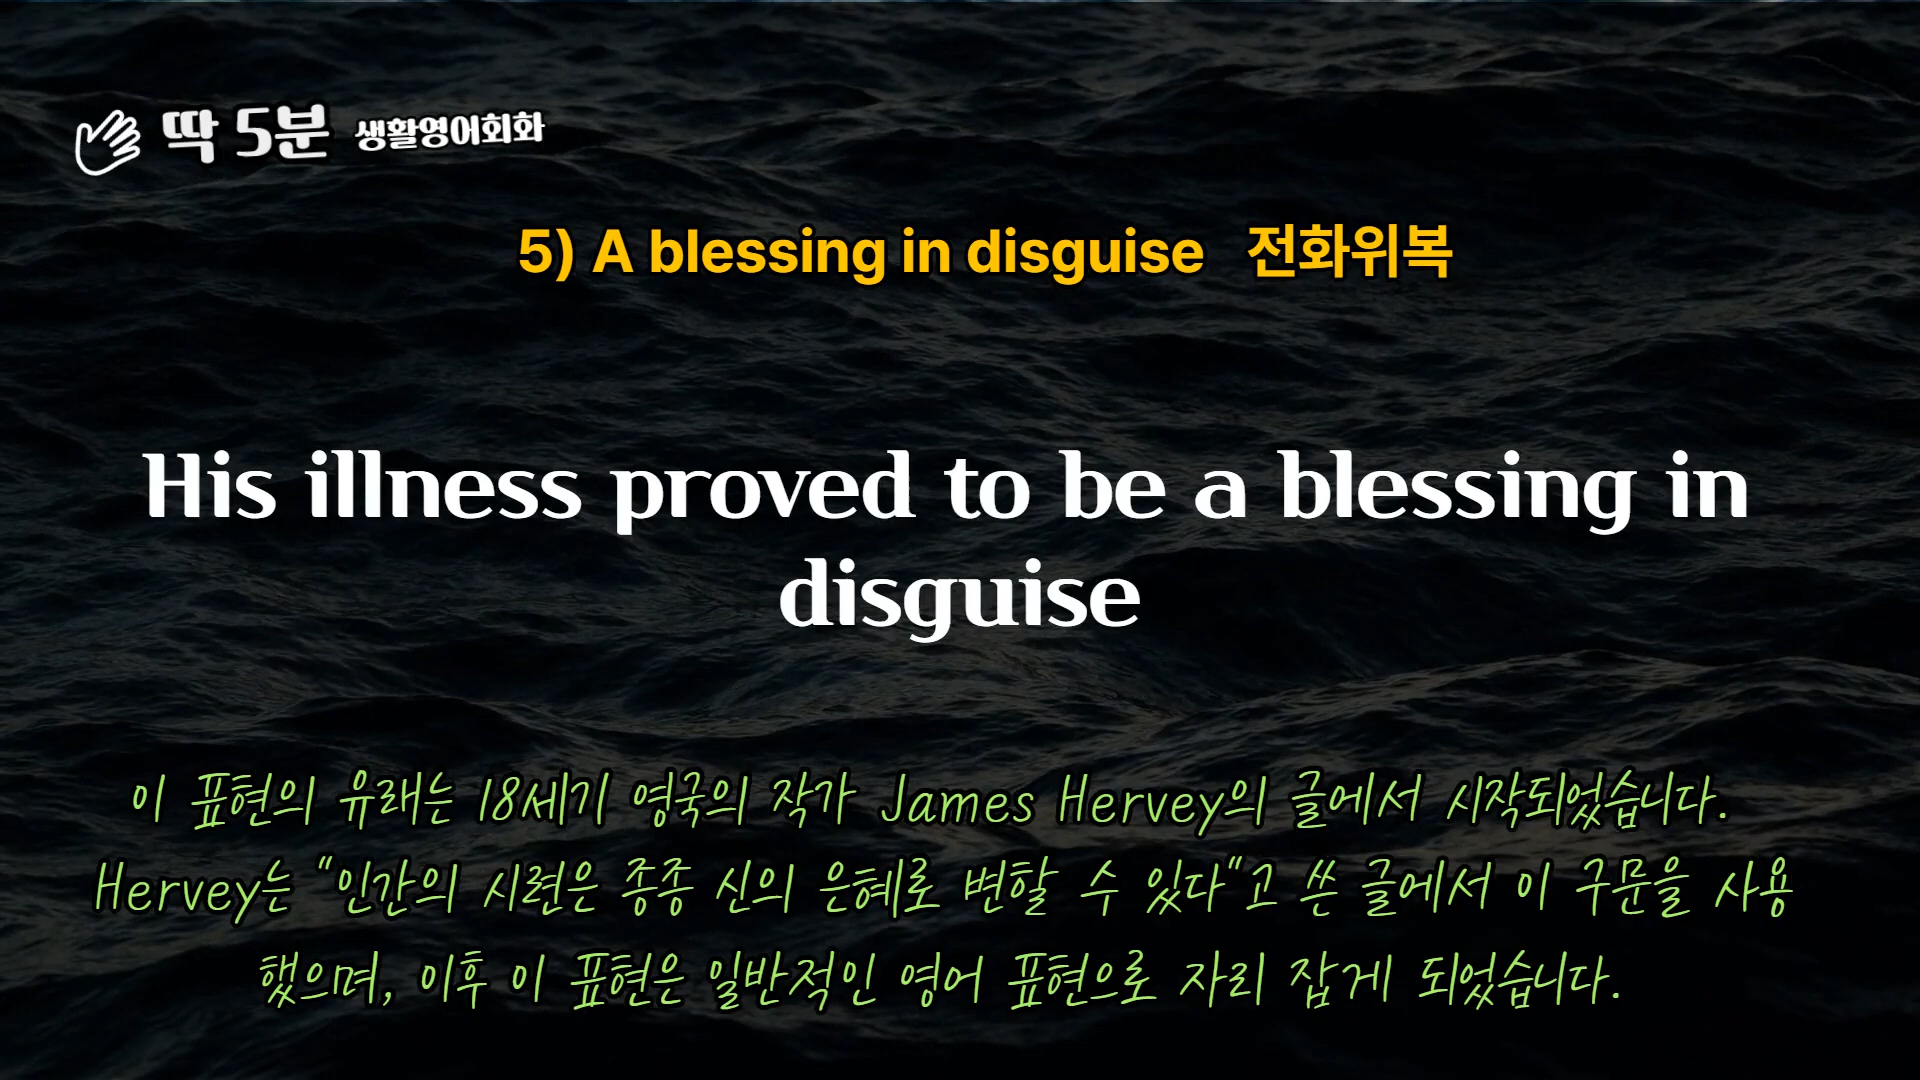 딱 5분 생활영어회화
5) A blessing in disguise 전화위복
His illness proved to be a blessing in
disguise
이 표현의 유래는 18세기 영국의 작가 James Hervey의 글에서 시작되었습니다.
Hervey는 "인간의 시련은 종종 신의 은혜로 변할 수 있다"고 쓴 글에서 이 구문을 사용
했으며, 이후 이 표현은 일반적인 영어 표현으로 자리 잡게 되었습니다.